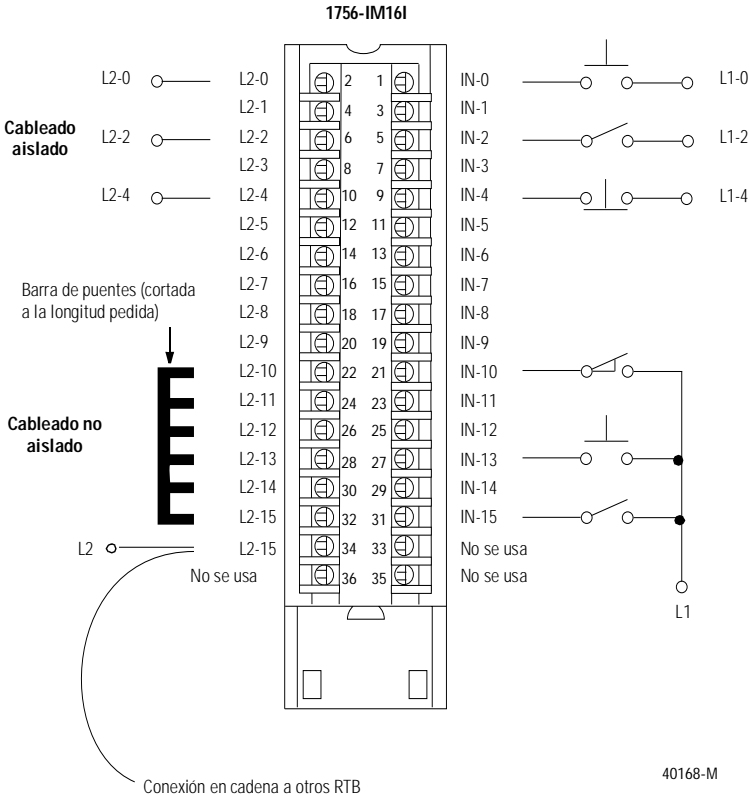 1756-IM16I
L2-0 L2-0 2 1 IN-0 L1-0
L2-1 4 3 IN-1
Cableado
aislado
L2-2 L2-2 6 5 IN-2 L1-2
L2-3 8 7 IN-3
L2-4 L2-4 10 9 IN-4 L1-4
L2-5 12 11 IN-5
L2-6 14 13 IN-6
L2-7 16 15 IN-7
Barra de puentes (cortada
a la longitud pedida)
L2-8 18 17 IN-8
L2-9 20 19 IN-9
L2-10 22 21 IN-10
L2-11 24 23 IN-11
Cableado no
aislado
L2-12 26 25 IN-12
L2-13 28 27 IN-13
L2-14 30 29 IN-14
L2-15 32 31 IN-15
L2 L2-15 34 33 No se usa
No se usa 36 35 No se usa
L1
Conexión en cadena a otros RTB
40168-M